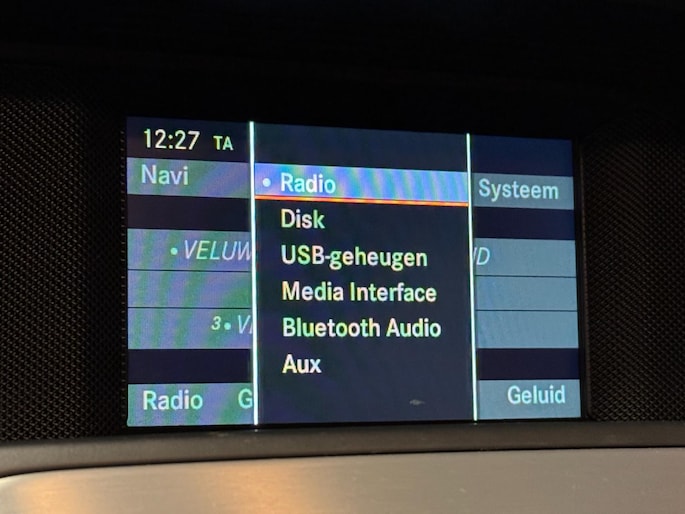 12:27 TA
Navi
Radio
Systeem
Disk
USB-geheugen
Media Interface
Bluetooth Audio
Aux
Radio
Geluid